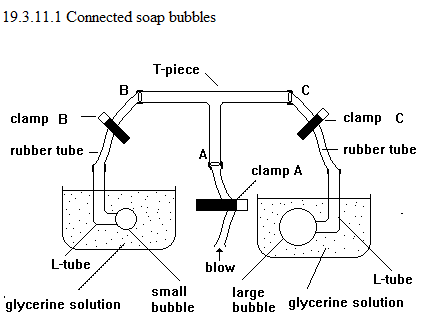 19.3.11.1 Connected soap bubbles
T-piece
B
C
clamp B
clamp C
rubber tube
rubber tube
A
clamp A
L-tube
blow
L-tube
glycerine solution
small
bubble
large
bubble
glycerine solution